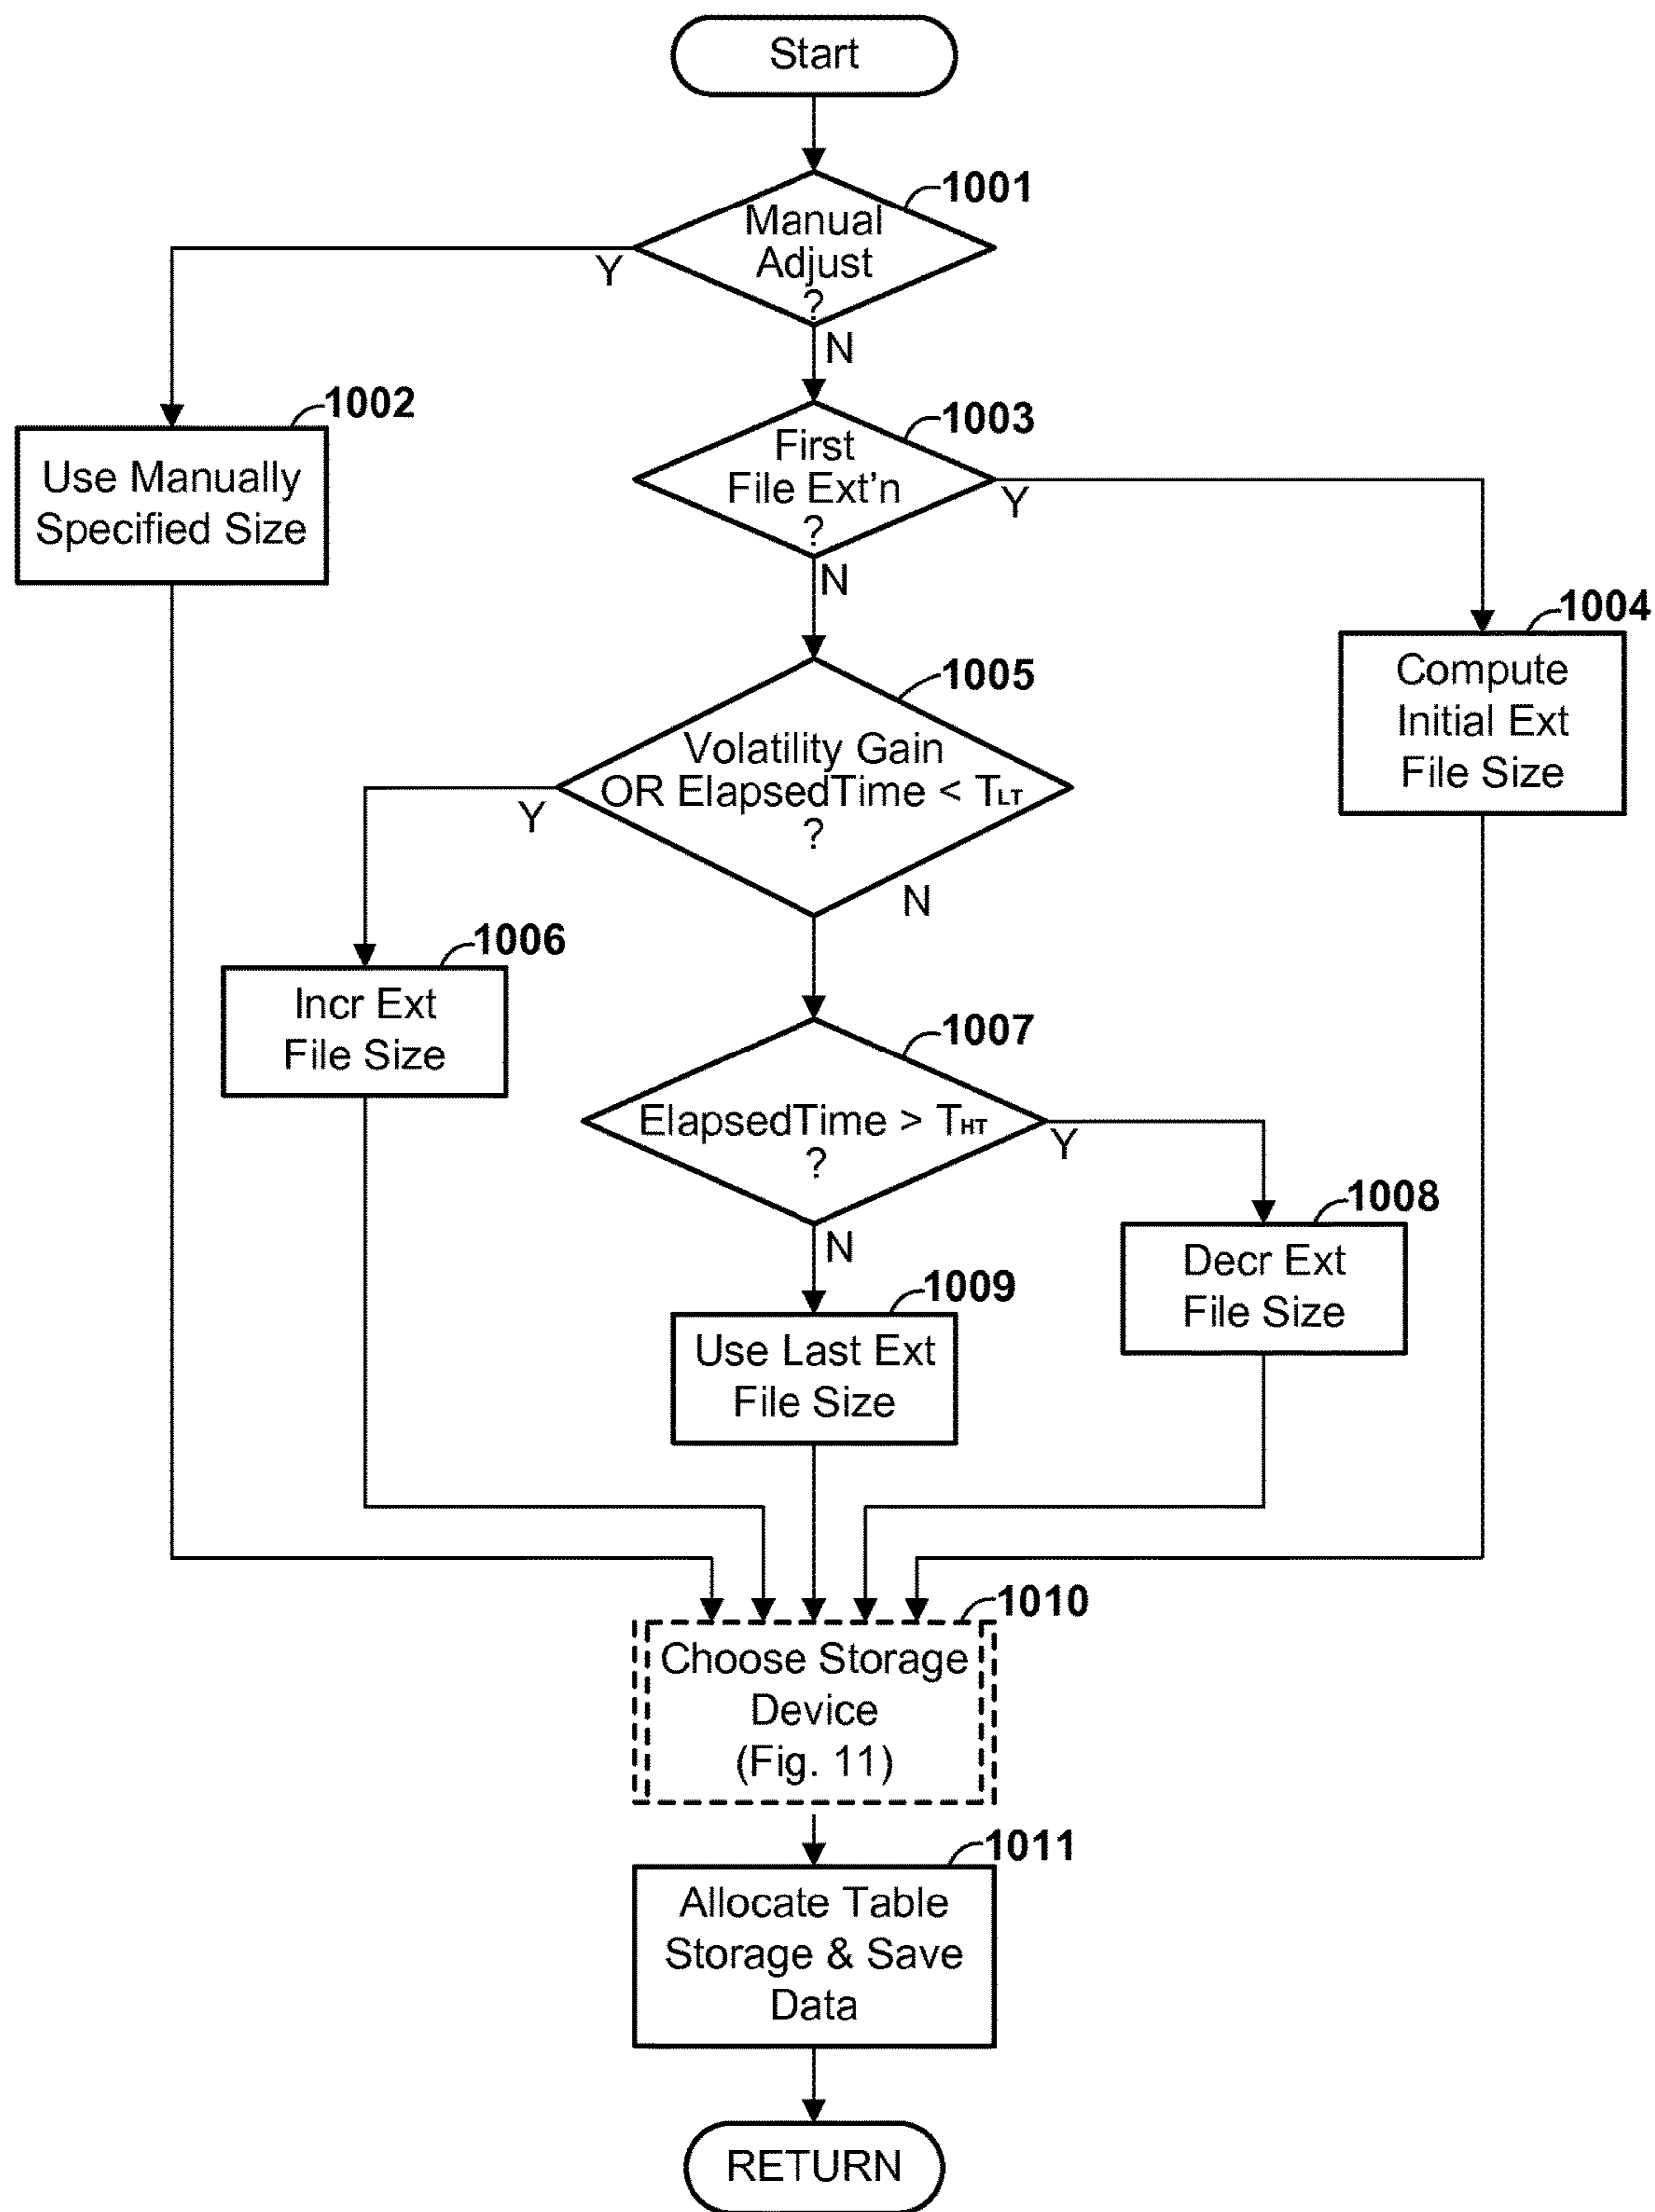 Start
1001
Manual
Adjust
?
Y
N
1002
Use Manually
Specified Size
1003
First
File Ext'n
?
Y
N
1004
Compute
Initial Ext
File Size
1005
Volatility Gain
OR ElapsedTime < TLT
?
Y
N
1006
Incr Ext
File Size
1007
ElapsedTime > THT
?
Y
N
1008
Decr Ext
File Size
1009
Use Last Ext
File Size
1010
Choose Storage
Device
(Fig. 11)
1011
Allocate Table
Storage & Save
Data
RETURN